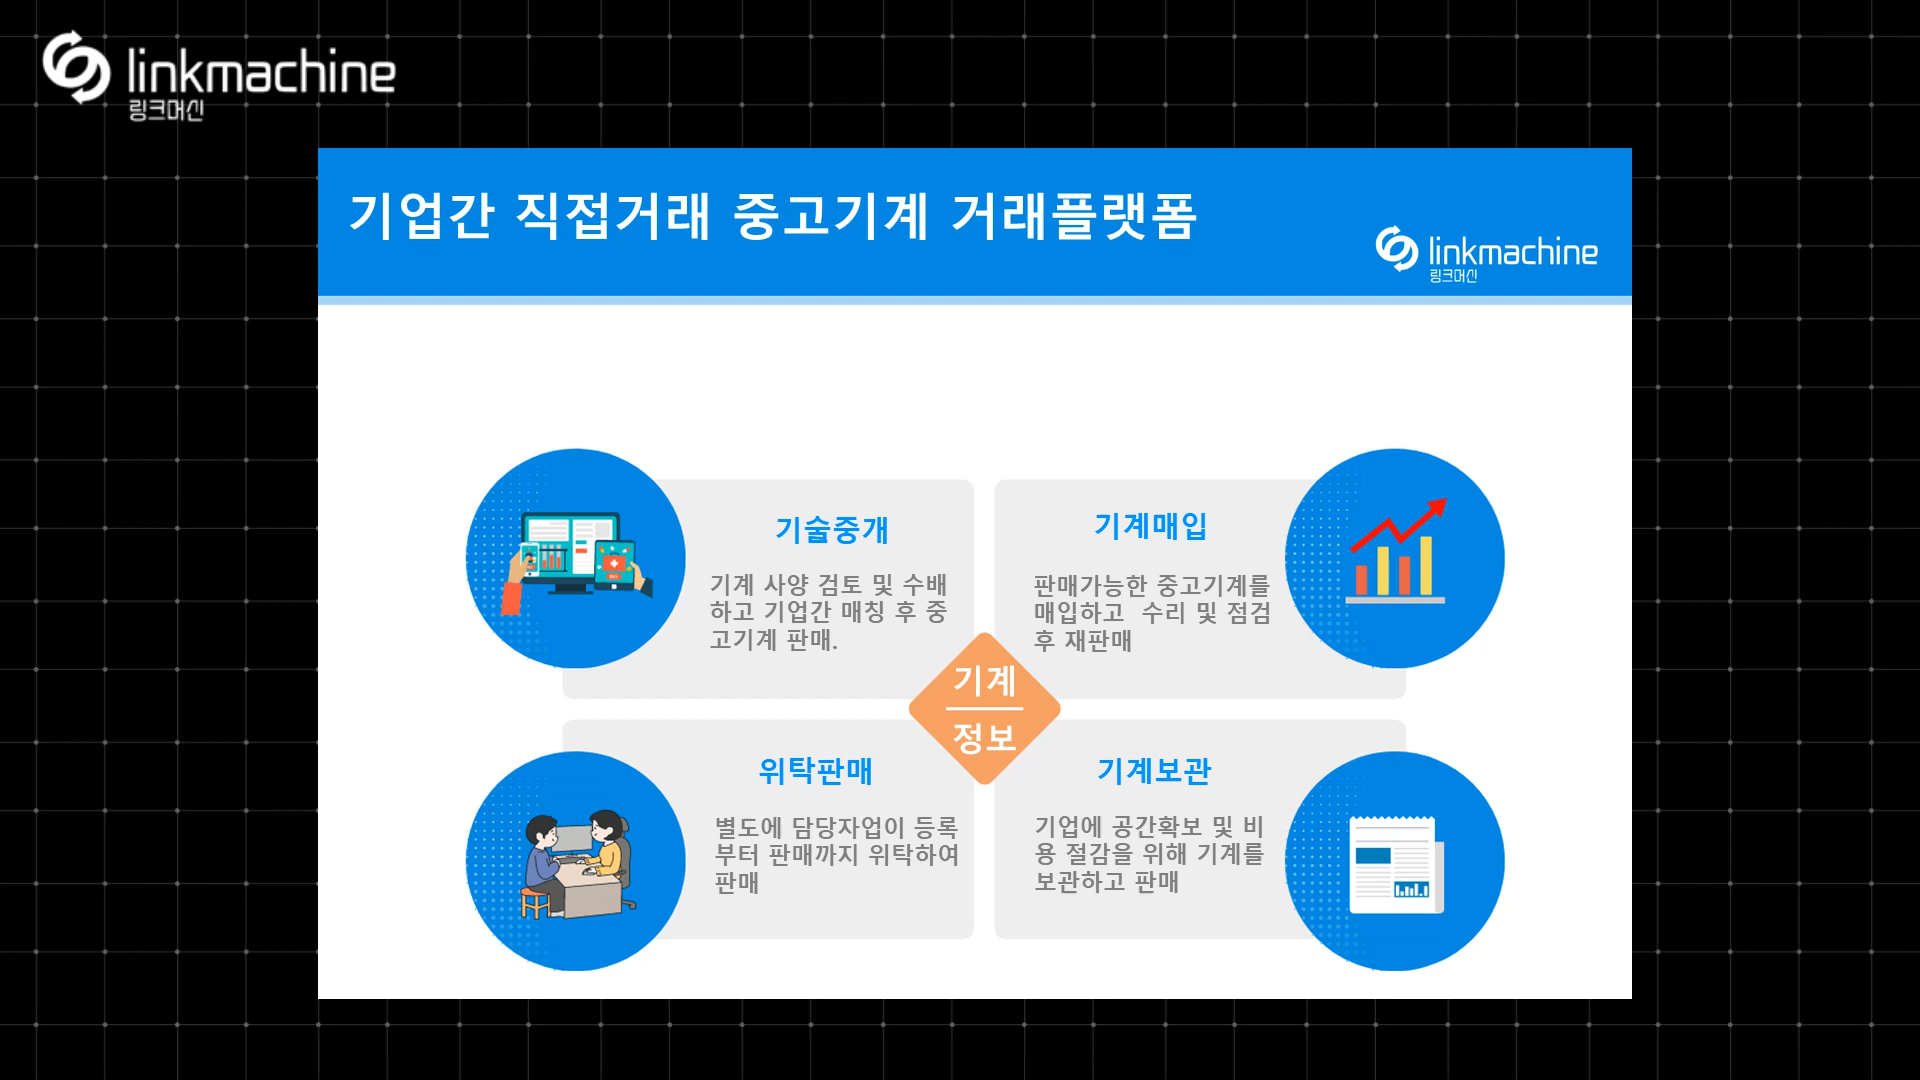 linkmachine
링크머신
기업간 직접거래 중고기계 거래플랫폼
linkmachine
링크머신
기술중개
기계 사양 검토 및 수배
하고 기업간 매칭 후 중
고기계 판매.
기계매입
판매가능한 중고기계를
매입하고 수리 및 점검
후 재판매
기계
정보
위탁판매
별도에 담당자업이 등록
부터 판매까지 위탁하여
판매
기계보관
기업에 공간확보 및 비
용 절감을 위해 기계를
보관하고 판매